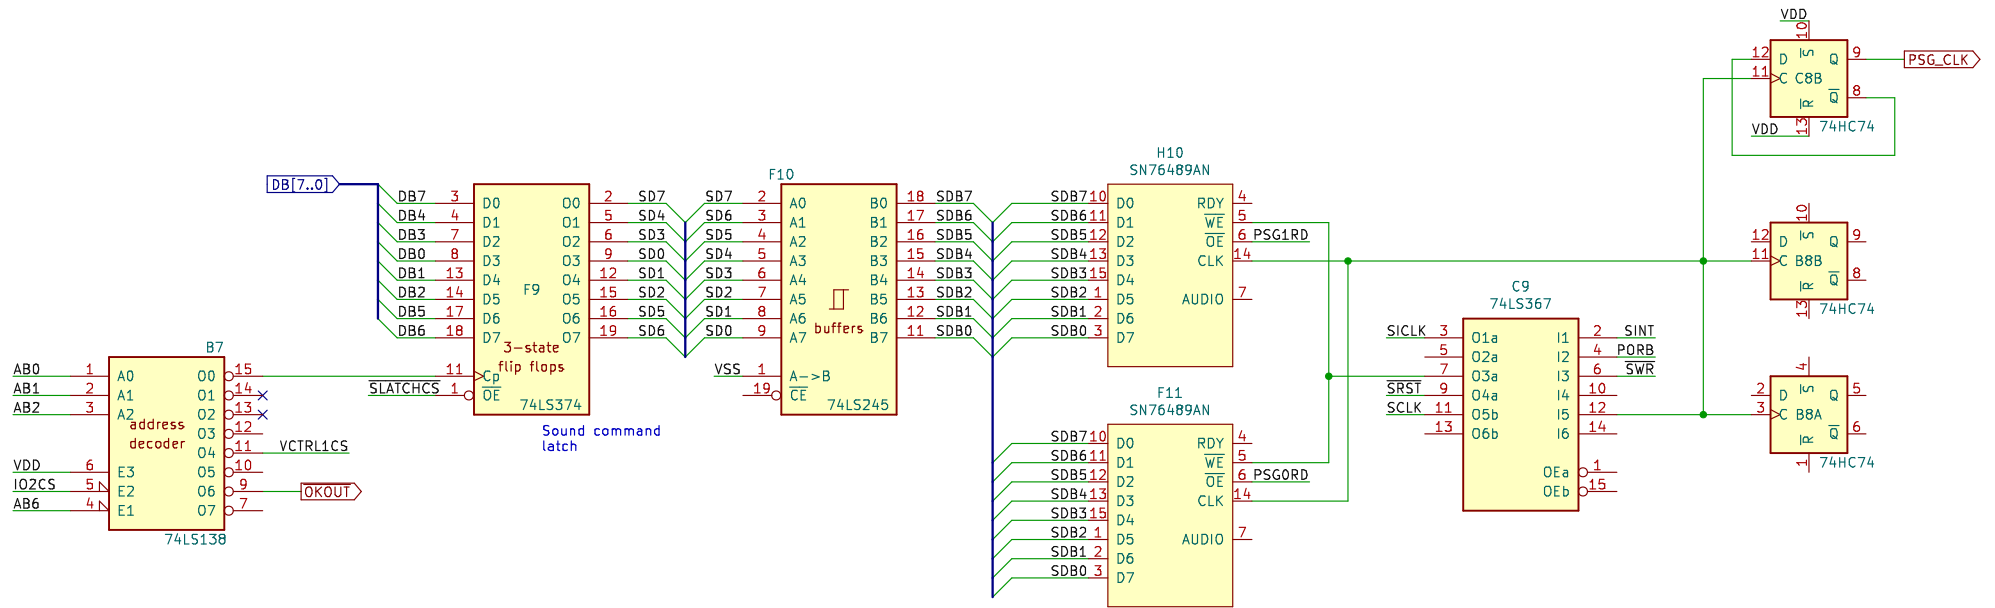 DB[7..0]
DB7 3 D0 O0 2 SD7
DB4 4 D1 O1 5 SD4
DB3 7 D2 O2 6 SD3
DB0 8 D3 O3 9 SD0
DB1 13 D4 O4 12 SD1
DB2 14 D5 O5 15 SD2
DB5 17 D6 O6 16 SD5
DB6 18 D7 O7 19 SD6
F9
3-state
flip flops
11 Cp
SLATCHCS 1 OE
74LS374
Sound command
latch
B7
AB0 1 A0 O0 15
AB1 2 A1 O1 14
AB2 3 A2 O2 13
address
decoder
O3 12
O4 11 VCTRL1CS
VDD 6 E3 O5 10
IO2CS 5 E2 O6 9 OKOUT
AB6 4 E1 O7 7
74LS138
F10
SD7 2 A0 B0 18 SDB7
SD6 3 A1 B1 17 SDB6
SD5 4 A2 B2 16 SDB5
SD4 5 A3 B3 15 SDB4
SD3 6 A4 B4 14 SDB3
SD2 7 A5 B5 13 SDB2
SD1 8 A6 B6 12 SDB1
SD0 9 A7 B7 11 SDB0
buffers
VSS 1 A->B
19 CE
74LS245
H10
SN76489AN
SDB7 10 D0 RDY 4
SDB6 11 D1 WE 5
SDB5 12 D2 OE 6 PSG1RD
SDB4 13 D3 CLK 14
SDB3 15 D4
SDB2 1 D5 AUDIO 7
SDB1 2 D6
SDB0 3 D7
F11
SN76489AN
SDB7 10 D0 RDY 4
SDB6 11 D1 WE 5
SDB5 12 D2 OE 6 PSG0RD
SDB4 13 D3 CLK 14
SDB3 15 D4
SDB2 1 D5 AUDIO 7
SDB1 2 D6
SDB0 3 D7
C9
74LS367
SICLK 3 O1a I1 2 SINT
5 O2a I2 4 PORB
7 O3a I3 6 SWR
SRST 9 O4a I4 10
SCLK 11 O5b I5 12
13 O6b I6 14
OEa 1
OEb 15
VDD
10
12 D S Q 9 PSG_CLK
11 C C8B
R Q 8
VDD 13 74HC74
10
12 D S Q 9
11 C B8B
R Q 8
13 74HC74
4
2 D S Q 5
3 C B8A
R Q 6
1 74HC74